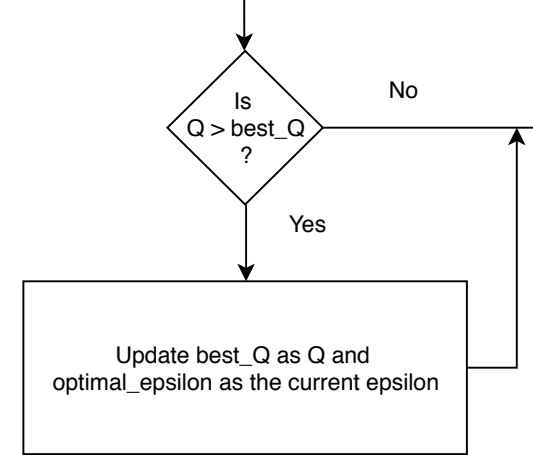 Is
Q > best_Q
?
No
Yes
Update best_Q as Q and
optimal_epsilon as the current epsilon